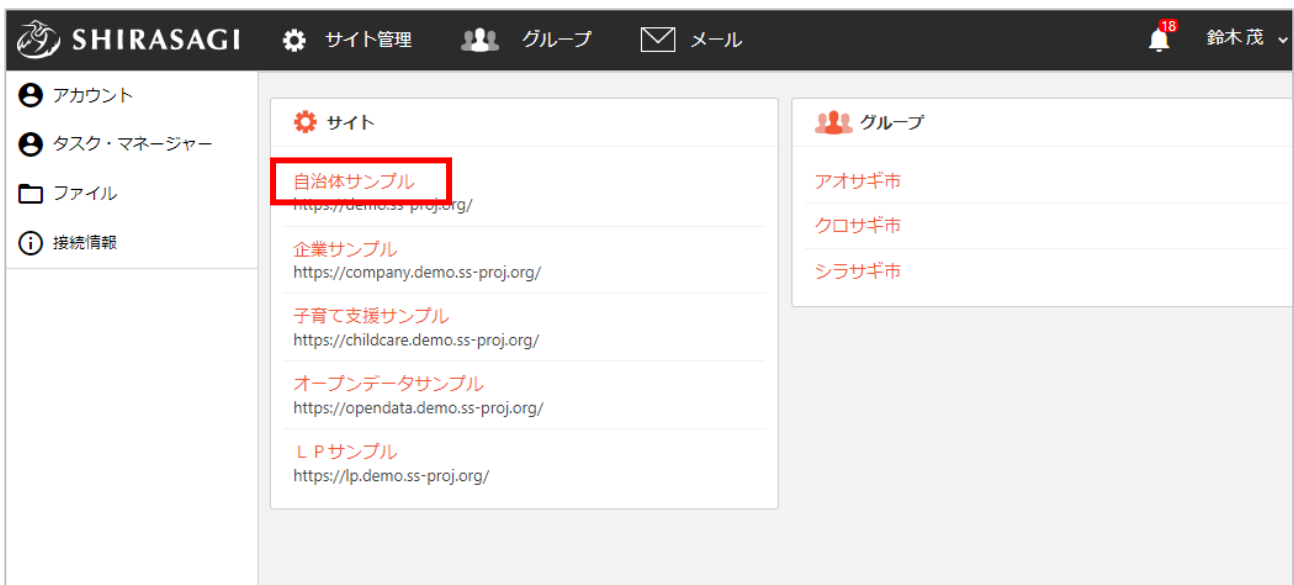 SHIRASAGI サイト管理 グループ メール 18 鈴木 茂
アカウント
タスク・マネージャー
ファイル
接続情報
サイト
自治体サンプル
https://demo.ss-proj.org/
企業サンプル
https://company.demo.ss-proj.org/
子育て支援サンプル
https://childcare.demo.ss-proj.org/
オープンデータサンプル
https://opendata.demo.ss-proj.org/
ＬＰサンプル
https://lp.demo.ss-proj.org/
グループ
アオサギ市
クロサギ市
シラサギ市